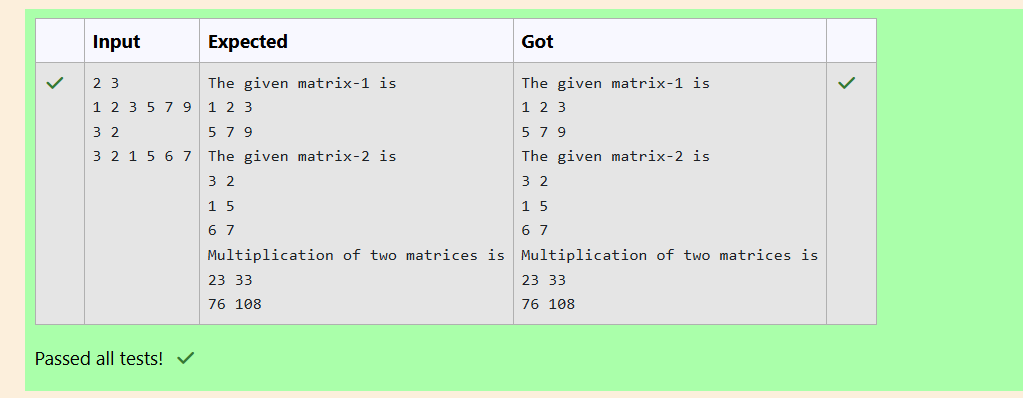 Input Expected Got
2 3
1 2 3 5 7 9
3 2
3 2 1 5 6 7
The given matrix-1 is
1 2 3
5 7 9
The given matrix-2 is
3 2
1 5
6 7
Multiplication of two matrices is
23 33
76 108
The given matrix-1 is
1 2 3
5 7 9
The given matrix-2 is
3 2
1 5
6 7
Multiplication of two matrices is
23 33
76 108
Passed all tests!